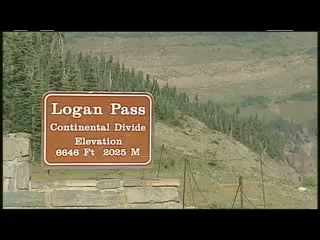 Logan Pass
Continental Divide
Elevation
6646 Ft 2025 M